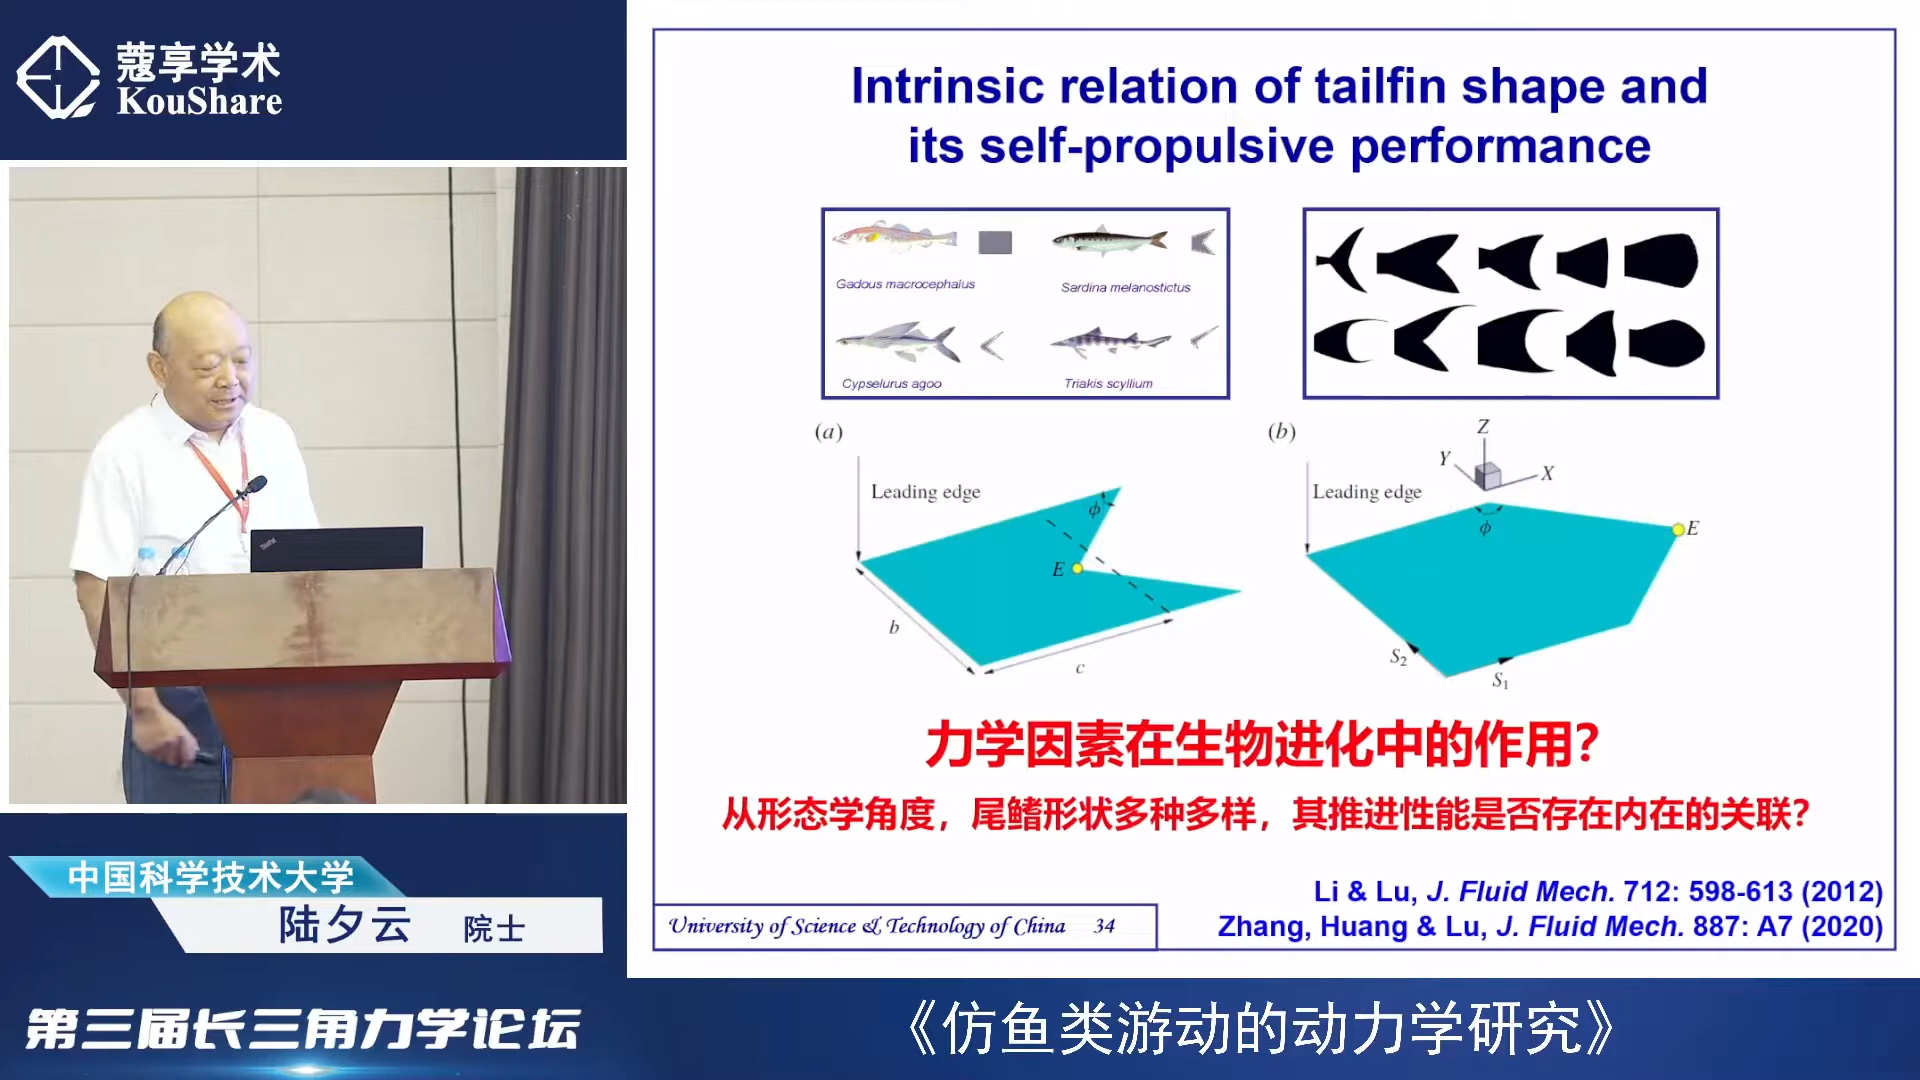 蔻享学术
KouShare
Intrinsic relation of tailfin shape and
its self-propulsive performance
Gadous macrocephalus
Sardina melanostictus
Cypselurus agoo
Triakis scyllium
(a)
Leading edge
ϕ
E
b
c
(b)
Z
Y
X
Leading edge
ϕ
E
S2
S1
力学因素在生物进化中的作用?
从形态学角度，尾鳍形状多种多样，其推进性能是否存在内在的关联?
Li & Lu, J. Fluid Mech. 712: 598-613 (2012)
Zhang, Huang & Lu, J. Fluid Mech. 887: A7 (2020)
University of Science & Technology of China 34
ThinkPad
中国科学技术大学
陆夕云 院士
第三届长三角力学论坛
《仿鱼类游动的动力学研究》